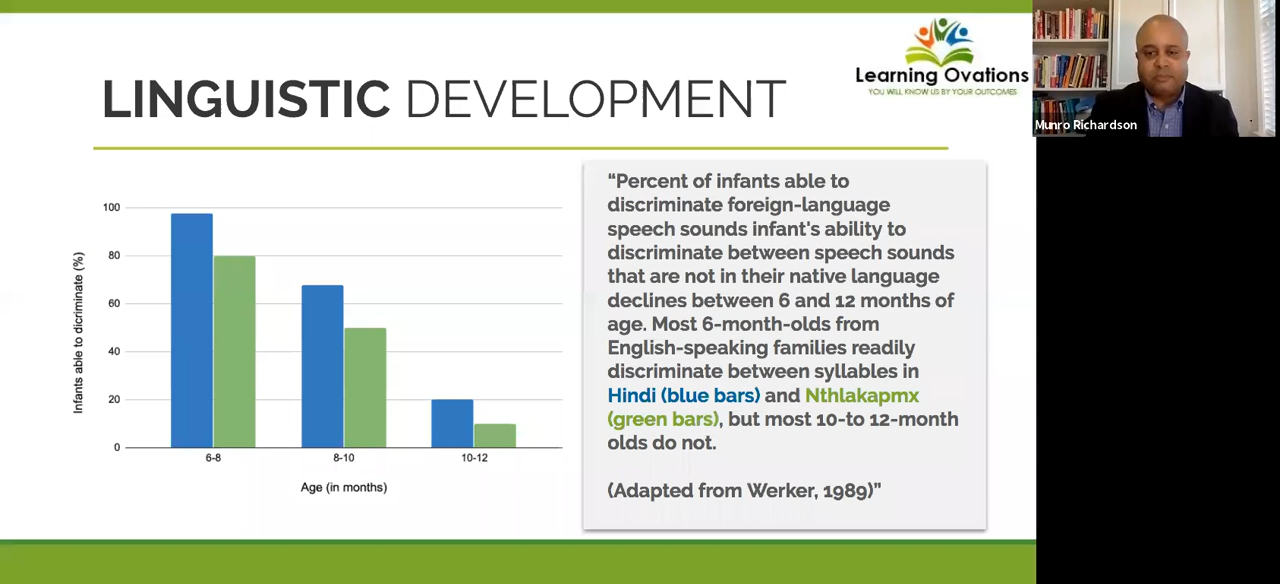 Learning Ovations
YOU WILL KNOW US BY YOUR OUTCOMES
Munro Richardson
LINGUISTIC DEVELOPMENT
100
80
60
40
20
0
Infants able to dicriminate (%)
6-8
8-10
10-12
Age (in months)
“Percent of infants able to
discriminate foreign-language
speech sounds infant's ability to
discriminate between speech sounds
that are not in their native language
declines between 6 and 12 months of
age. Most 6-month-olds from
English-speaking families readily
discriminate between syllables in
Hindi (blue bars) and Nthlakapmx
(green bars), but most 10-to 12-month
olds do not.
(Adapted from Werker, 1989)”